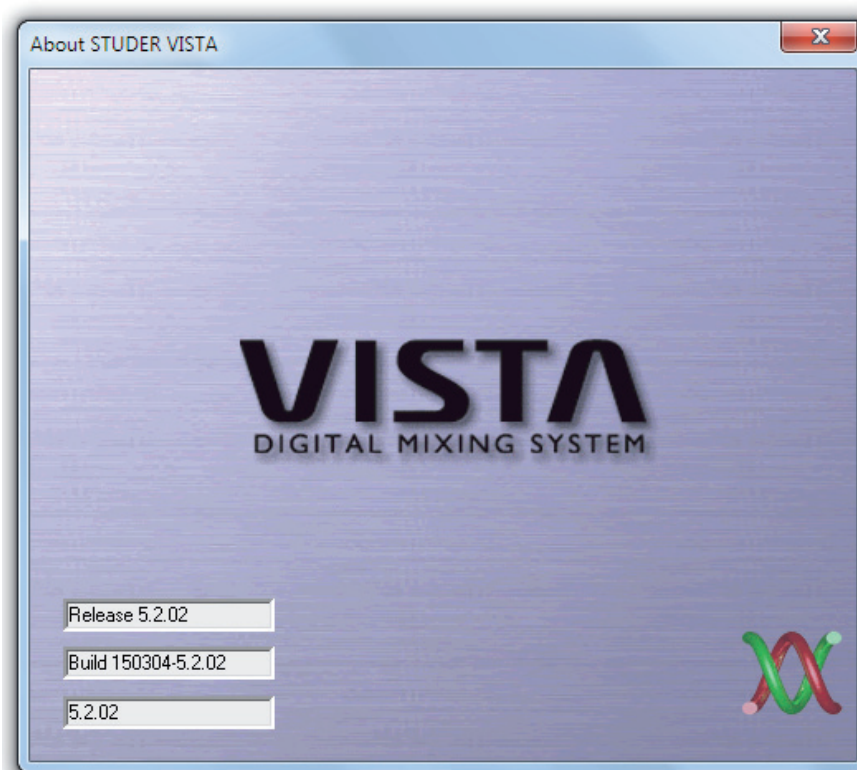 About STUDER VISTA
VISTA
DIGITAL MIXING SYSTEM
Release 5.2.02
Build 150304-5.2.02
5.2.02